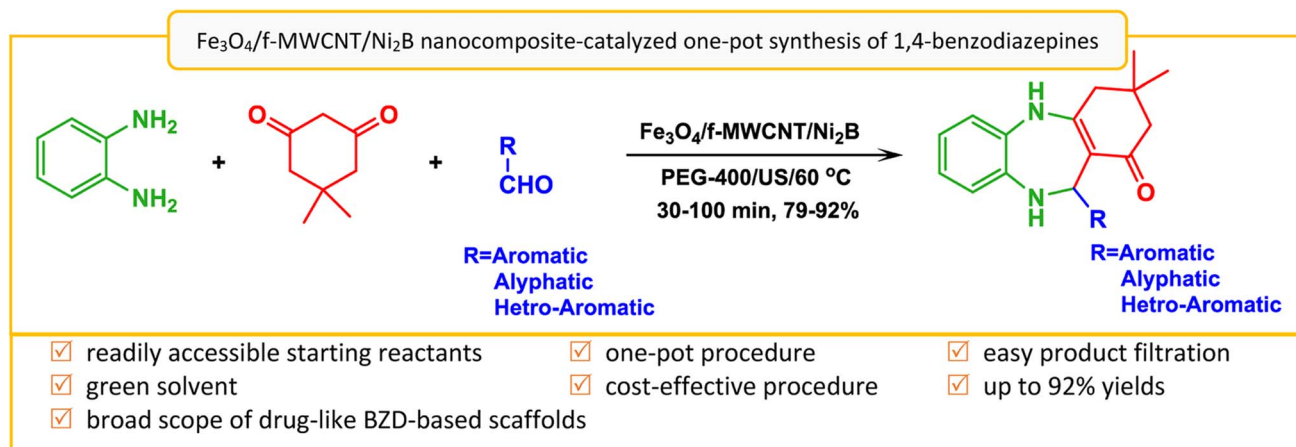 Fe₃O₄/f-MWCNT/Ni₂B nanocomposite-catalyzed one-pot synthesis of 1,4-benzodiazepines
NH₂
NH₂
+
O
O
+
R
CHO
R=Aromatic
Alyphatic
Hetro-Aromatic
Fe₃O₄/f-MWCNT/Ni₂B
PEG-400/US/60 °C
30-100 min, 79-92%
H
N
N
H
O
R
R=Aromatic
Alyphatic
Hetro-Aromatic
☑ readily accessible starting reactants
☑ one-pot procedure
☑ easy product filtration
☑ green solvent
☑ cost-effective procedure
☑ up to 92% yields
☑ broad scope of drug-like BZD-based scaffolds